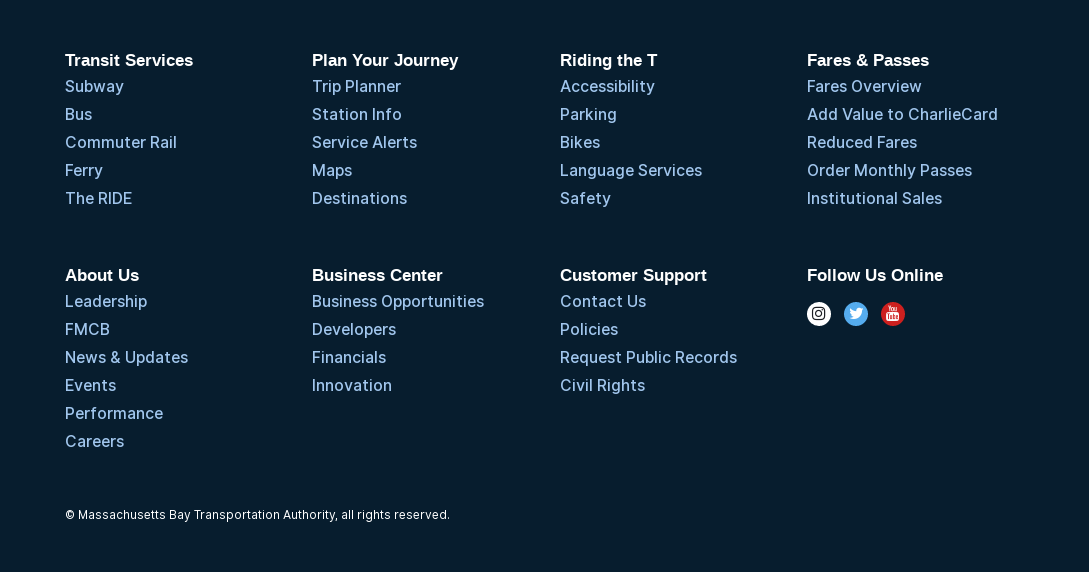 Transit Services
Subway
Bus
Commuter Rail
Ferry
The RIDE
Plan Your Journey
Trip Planner
Station Info
Service Alerts
Maps
Destinations
Riding the T
Accessibility
Parking
Bikes
Language Services
Safety
Fares & Passes
Fares Overview
Add Value to CharlieCard
Reduced Fares
Order Monthly Passes
Institutional Sales
About Us
Leadership
FMCB
News & Updates
Events
Performance
Careers
Business Center
Business Opportunities
Developers
Financials
Innovation
Customer Support
Contact Us
Policies
Request Public Records
Civil Rights
Follow Us Online
You
Tube
© Massachusetts Bay Transportation Authority, all rights reserved.